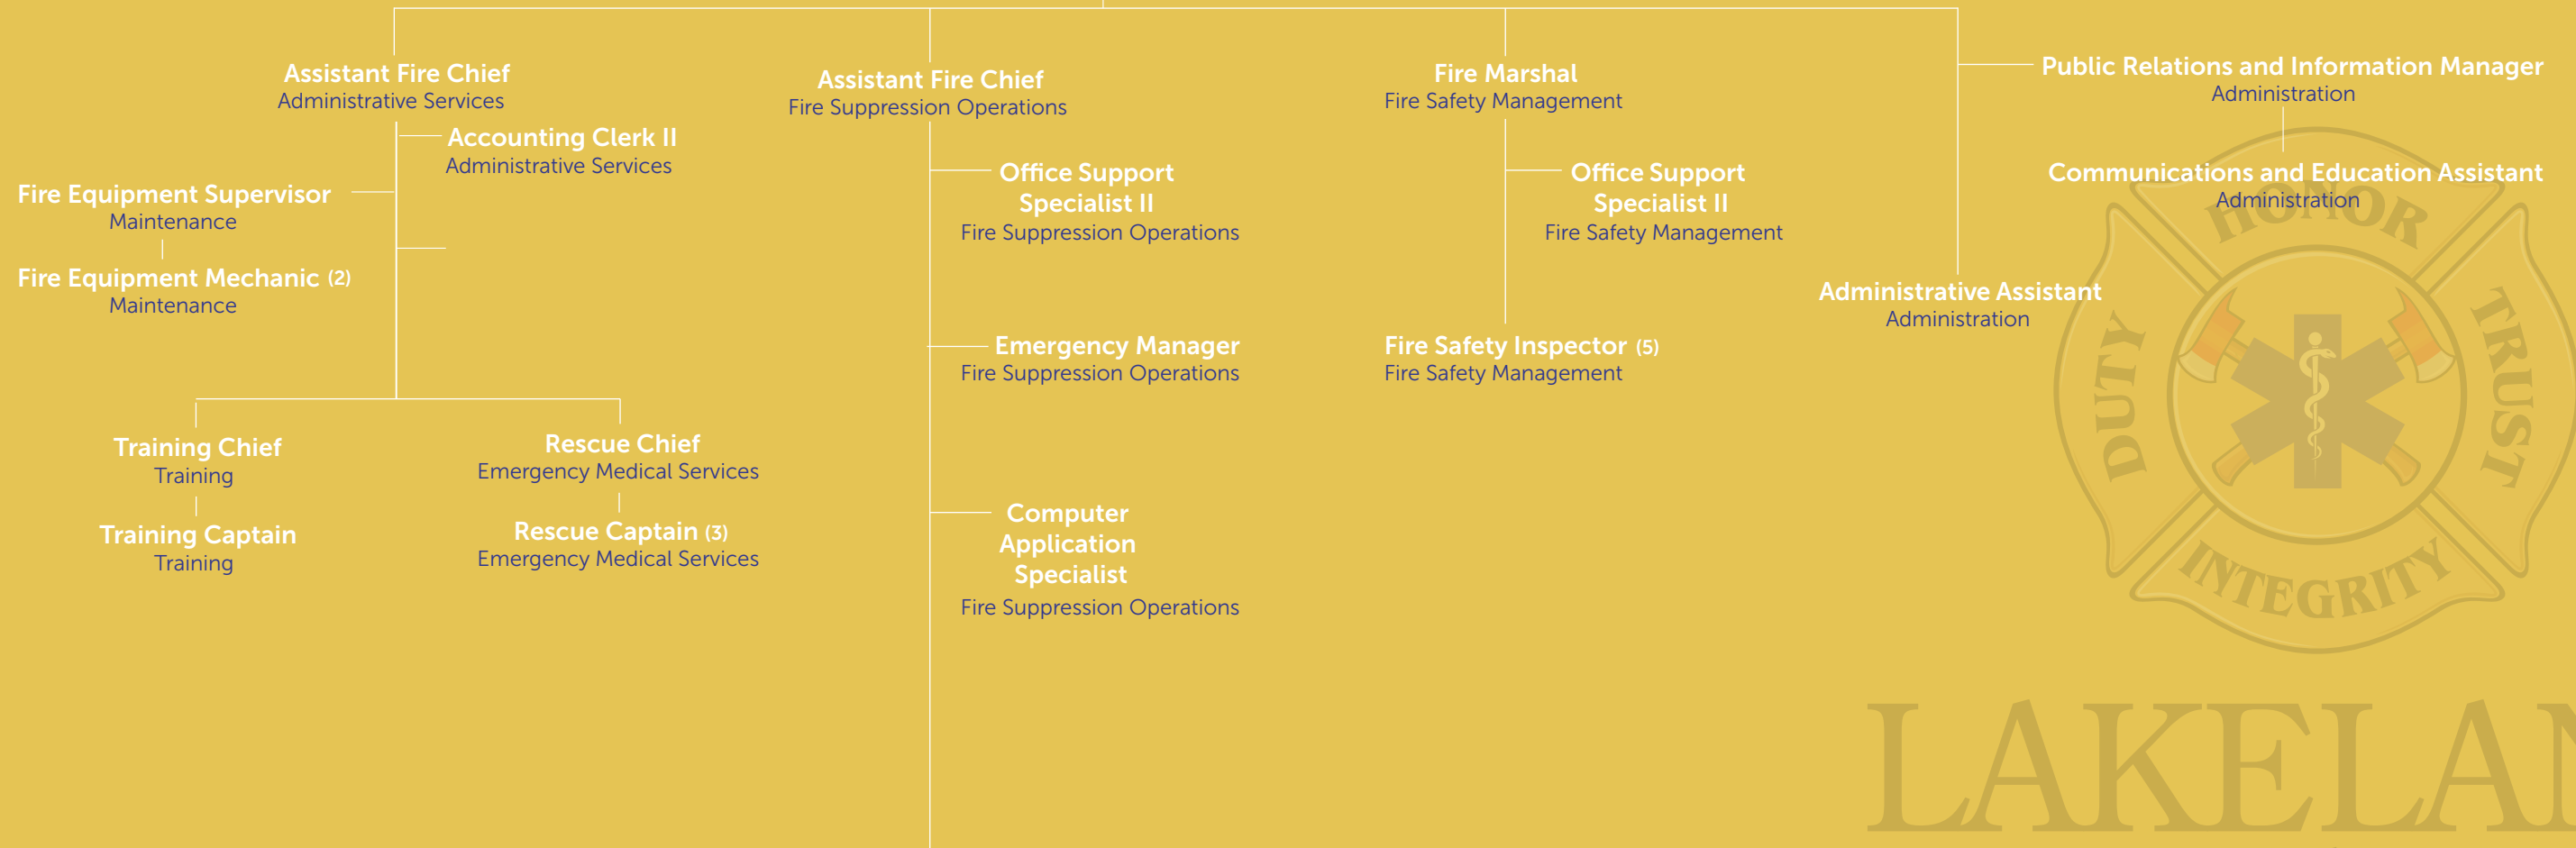 Assistant Fire Chief
Administrative Services
Accounting Clerk II
Administrative Services
Fire Equipment Supervisor
Maintenance
Fire Equipment Mechanic (2)
Maintenance
Training Chief
Training
Training Captain
Training
Rescue Chief
Emergency Medical Services
Rescue Captain (3)
Emergency Medical Services
Assistant Fire Chief
Fire Suppression Operations
Office Support
Specialist II
Fire Suppression Operations
Emergency Manager
Fire Suppression Operations
Computer
Application
Specialist
Fire Suppression Operations
Fire Marshal
Fire Safety Management
Office Support
Specialist II
Fire Safety Management
Fire Safety Inspector (5)
Fire Safety Management
Public Relations and Information Manager
Administration
Communications and Education Assistant
Administration
Administrative Assistant
Administration
HONOR
DUTY
TRUST
INTEGRITY
LAKELAN